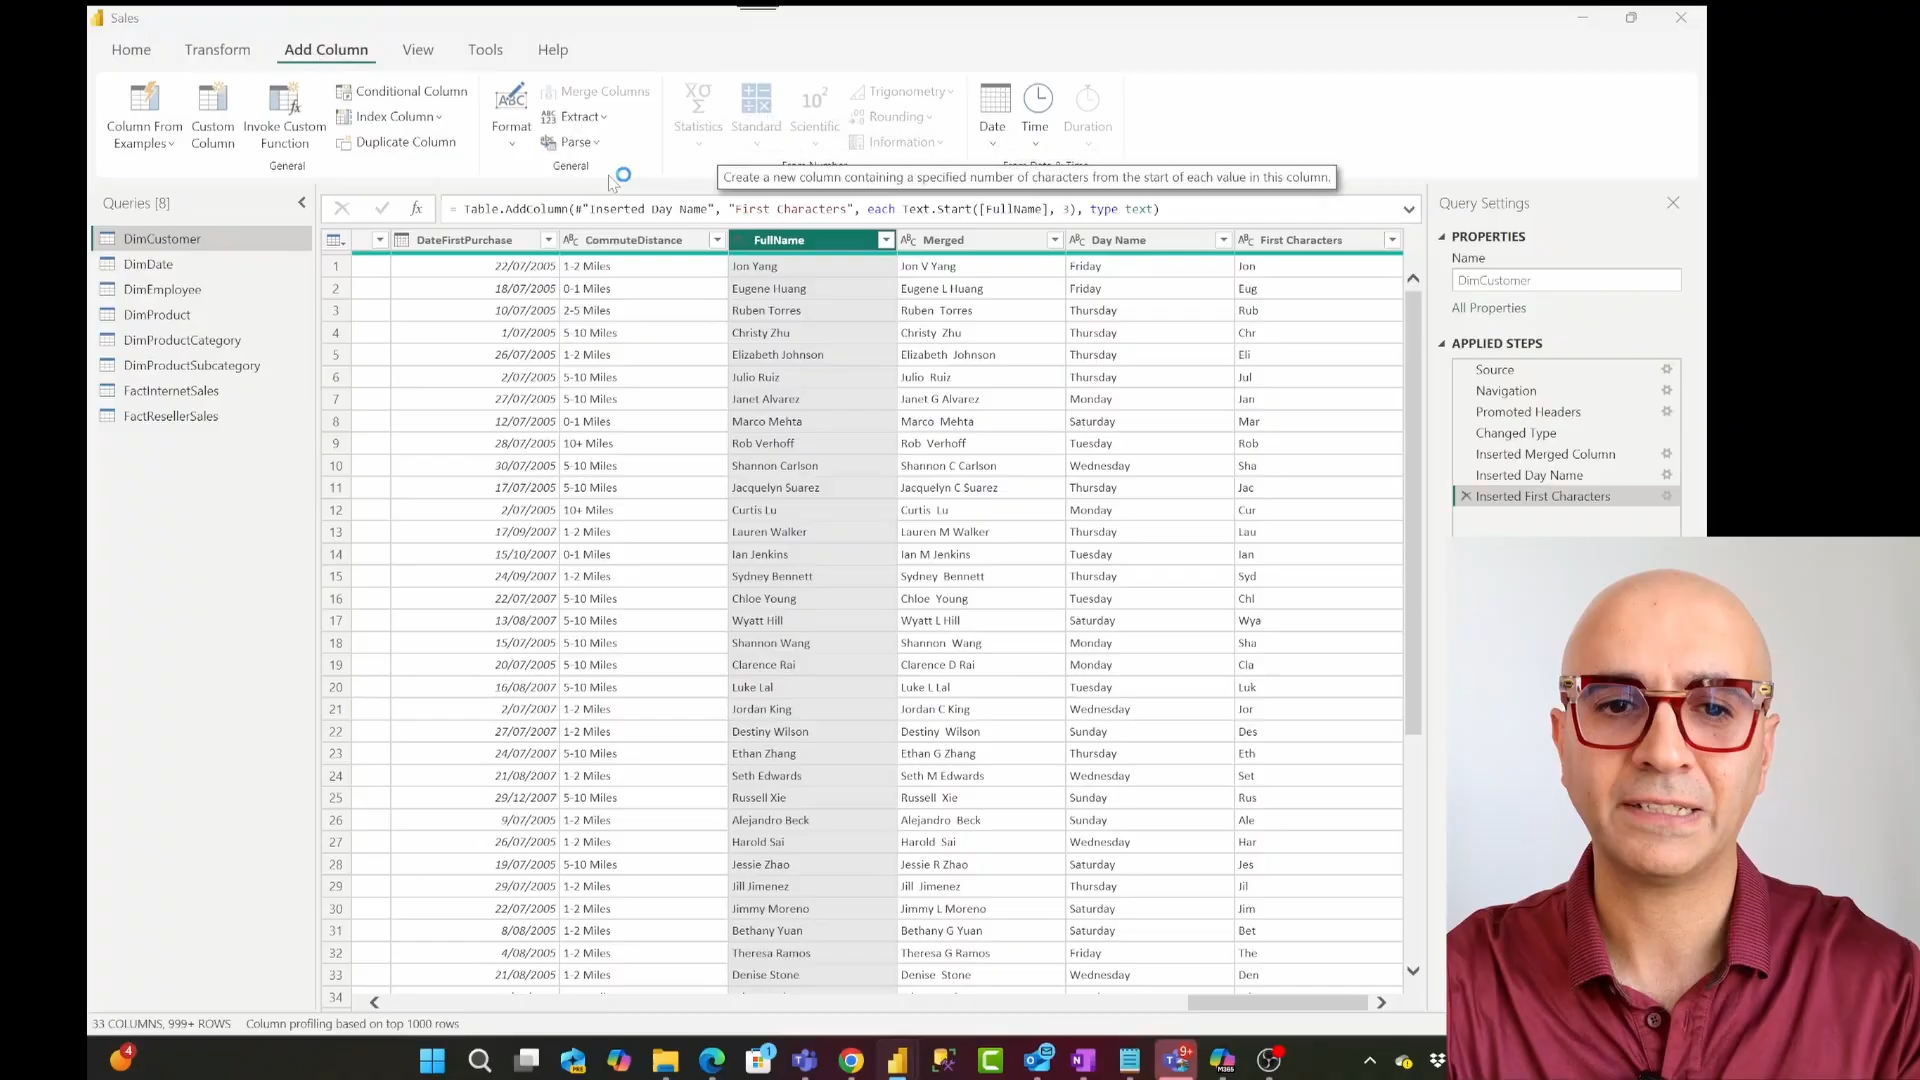 Sales
Home Transform Add Column View Tools Help
Column From Examples
Custom Column
Invoke Custom Function
Conditional Column
Index Column
Duplicate Column
General
Format
Merge Columns
Extract
Parse
General
Statistics
Standard
Scientific
Trigonometry
Rounding
Information
Date
Time
Duration
Create a new column containing a specified number of characters from the start of each value in this column.
Queries [8]
DimCustomer
DimDate
DimEmployee
DimProduct
DimProductCategory
DimProductSubcategory
FactInternetSales
FactResellerSales
fx = Table.AddColumn(#"Inserted Day Name", "First Characters", each Text.Start([FullName], 3), type text)
DateFirstPurchase ABC CommuteDistance FullName ABC Merged ABC Day Name ABC First Characters
1 22/07/2005 1-2 Miles Jon Yang Jon V Yang Friday Jon
2 18/07/2005 0-1 Miles Eugene Huang Eugene L Huang Friday Eug
3 10/07/2005 2-5 Miles Ruben Torres Ruben Torres Thursday Rub
4 1/07/2005 5-10 Miles Christy Zhu Christy Zhu Thursday Chr
5 26/07/2005 1-2 Miles Elizabeth Johnson Elizabeth Johnson Thursday Eli
6 2/07/2005 5-10 Miles Julio Ruiz Julio Ruiz Thursday Jul
7 27/07/2005 5-10 Miles Janet Alvarez Janet G Alvarez Monday Jan
8 12/07/2005 0-1 Miles Marco Mehta Marco Mehta Saturday Mar
9 28/07/2005 10+ Miles Rob Verhoff Rob Verhoff Tuesday Rob
10 30/07/2005 5-10 Miles Shannon Carlson Shannon C Carlson Wednesday Sha
11 17/07/2005 5-10 Miles Jacquelyn Suarez Jacquelyn C Suarez Thursday Jac
12 2/07/2005 10+ Miles Curtis Lu Curtis Lu Monday Cur
13 17/09/2007 1-2 Miles Lauren Walker Lauren M Walker Thursday Lau
14 15/10/2007 0-1 Miles Ian Jenkins Ian M Jenkins Tuesday Ian
15 24/09/2007 1-2 Miles Sydney Bennett Sydney Bennett Thursday Syd
16 22/07/2007 5-10 Miles Chloe Young Chloe Young Tuesday Chl
17 13/08/2007 5-10 Miles Wyatt Hill Wyatt L Hill Saturday Wya
18 15/07/2005 5-10 Miles Shannon Wang Shannon Wang Monday Sha
19 20/07/2005 5-10 Miles Clarence Rai Clarence D Rai Monday Cla
20 16/08/2007 5-10 Miles Luke Lal Luke L Lal Tuesday Luk
21 2/07/2007 1-2 Miles Jordan King Jordan C King Wednesday Jor
22 27/07/2007 1-2 Miles Destiny Wilson Destiny Wilson Sunday Des
23 24/07/2007 5-10 Miles Ethan Zhang Ethan G Zhang Thursday Eth
24 21/08/2007 1-2 Miles Seth Edwards Seth M Edwards Wednesday Set
25 29/12/2007 5-10 Miles Russell Xie Russell Xie Sunday Rus
26 9/07/2005 1-2 Miles Alejandro Beck Alejandro Beck Sunday Ale
27 26/07/2005 1-2 Miles Harold Sai Harold Sai Wednesday Har
28 19/07/2005 5-10 Miles Jessie Zhao Jessie R Zhao Saturday Jes
29 29/07/2005 1-2 Miles Jill Jimenez Jill Jimenez Thursday Jil
30 22/07/2005 1-2 Miles Jimmy Moreno Jimmy L Moreno Saturday Jim
31 8/08/2005 1-2 Miles Bethany Yuan Bethany G Yuan Saturday Bet
32 4/08/2005 1-2 Miles Theresa Ramos Theresa G Ramos Friday The
33 21/08/2005 1-2 Miles Denise Stone Denise Stone Wednesday Den
34
Query Settings
PROPERTIES
Name
DimCustomer
All Properties
APPLIED STEPS
Source
Navigation
Promoted Headers
Changed Type
Inserted Merged Column
Inserted Day Name
Inserted First Characters
33 COLUMNS, 999+ ROWS Column profiling based on top 1000 rows
4
PRE
1
9+
M365